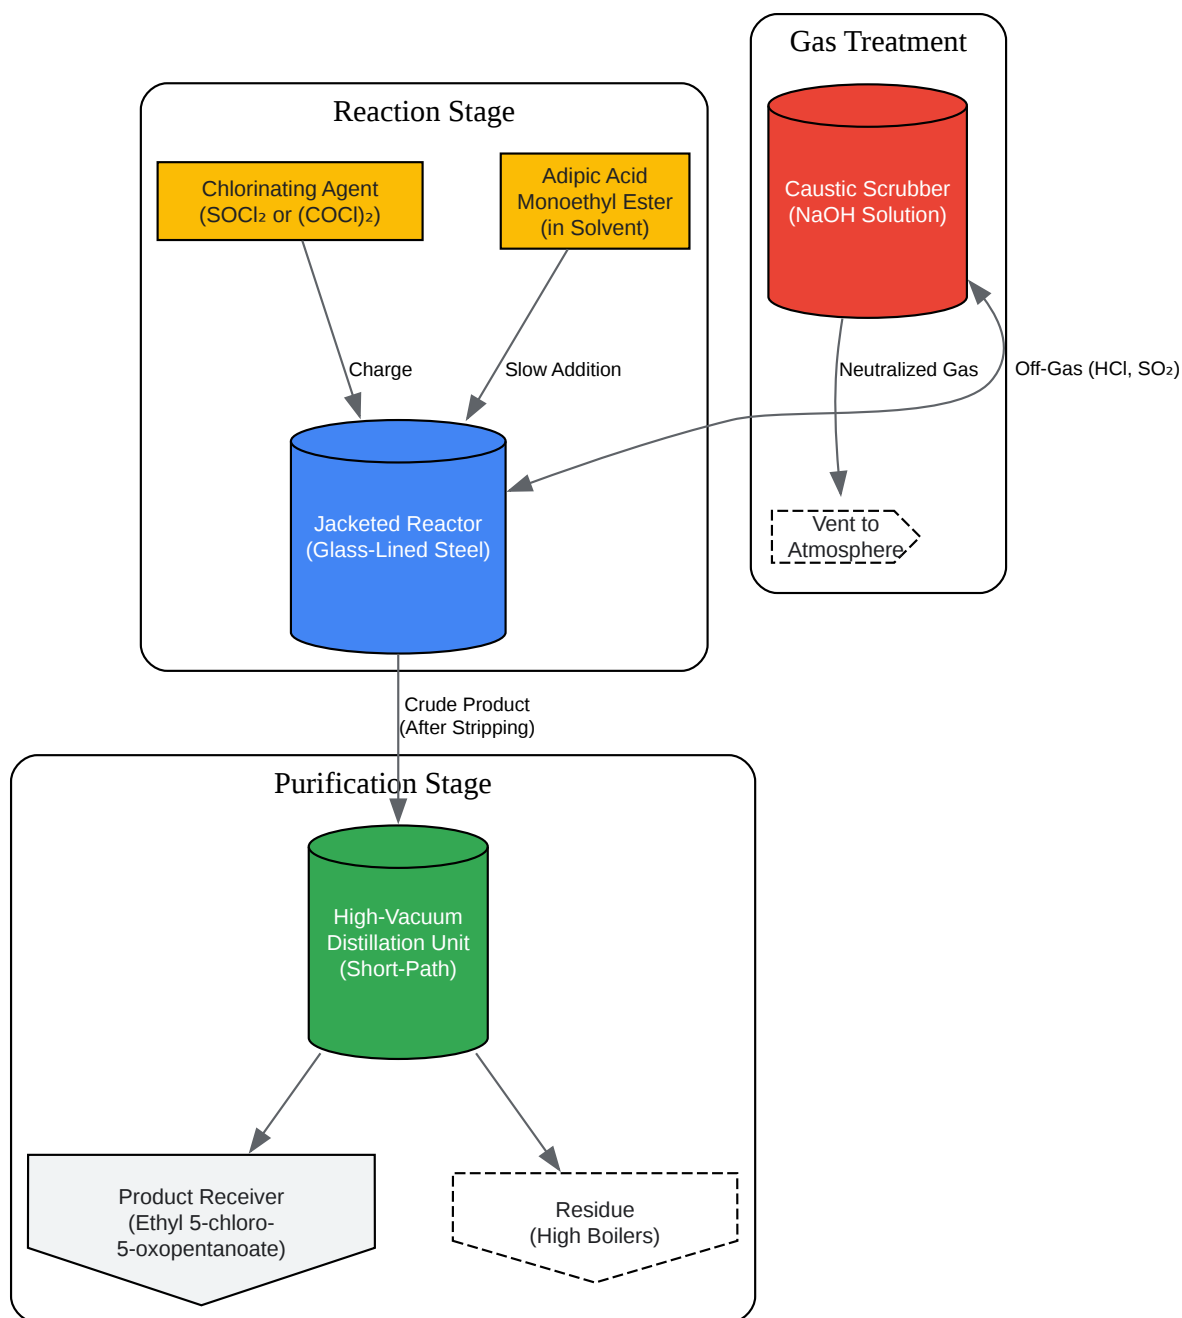 Gas Treatment
Caustic Scrubber
(NaOH Solution)
Reaction Stage
Chlorinating Agent
(SOCl₂ or (COCl)₂)
Adipic Acid
Monoethyl Ester
(in Solvent)
Charge
Slow Addition
Neutralized Gas
Off-Gas (HCl, SO₂)
Jacketed Reactor
(Glass-Lined Steel)
Vent to
Atmosphere
Crude Product
(After Stripping)
Purification Stage
High-Vacuum
Distillation Unit
(Short-Path)
Product Receiver
(Ethyl 5-chloro-
5-oxopentanoate)
Residue
(High Boilers)